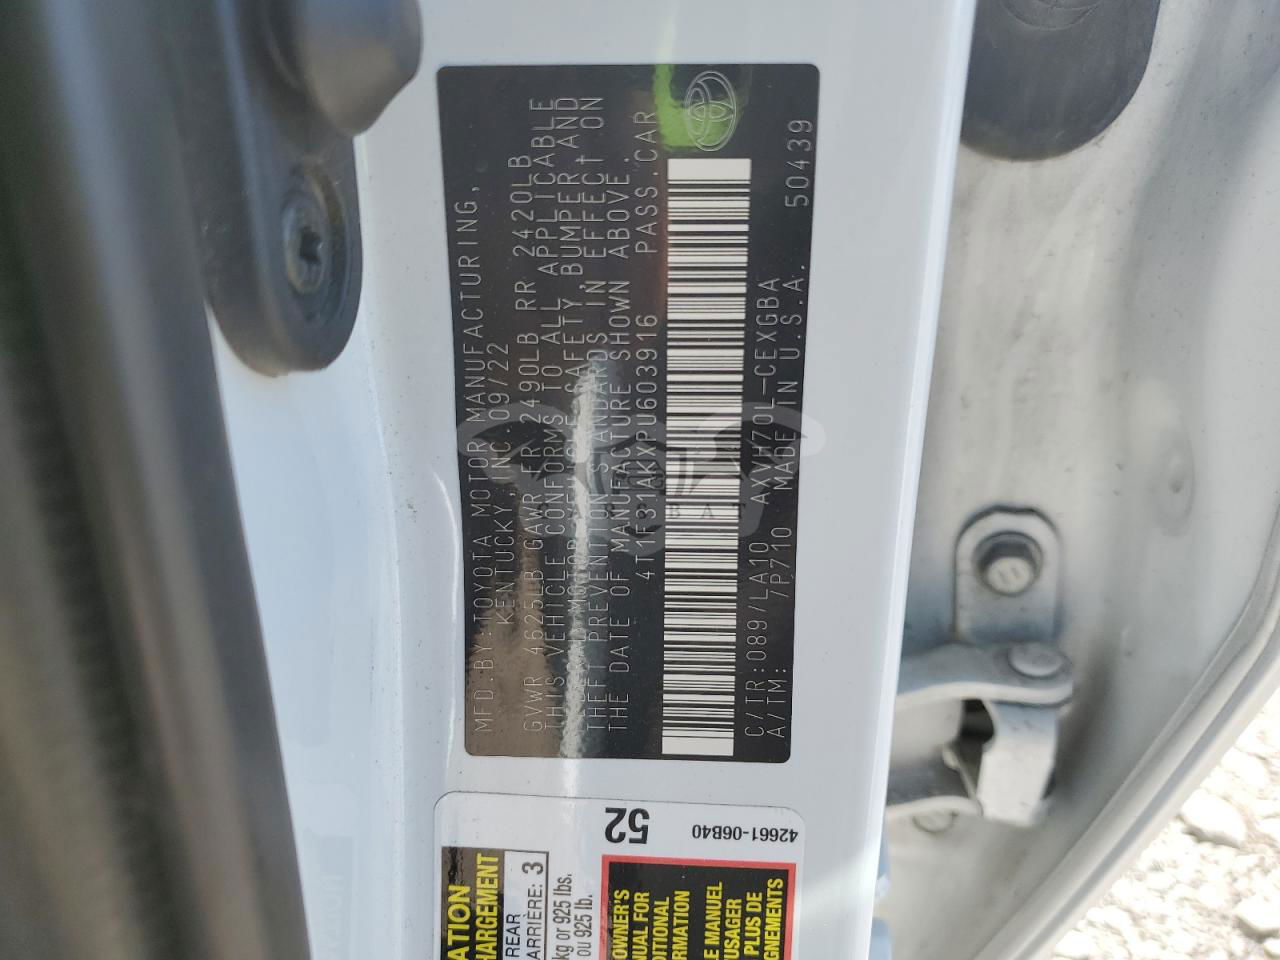 MFD.BY:TOYOTA MOTOR MANUFACTURING,
KENTUCKY,INC 09/22
GVWR 4625LB GAWR FR 2490LB RR 2420LB
THIS VEHICLE CONFORMS TO ALL APPLICABLE
FEDERAL MOTOR VEHICLE SAFETY,BUMPER,AND
THEFT PREVENTION STANDARDS IN EFFECT ON
THE DATE OF MANUFACTURE SHOWN ABOVE.
4T1F31AKXPU603916 PASS.CAR
C/TR:089/LA10 AXVH70L-CEXGBA
A/TM: 7P710 MADE IN U.S.A. 50439
52
42661-06B40
REAR
ARRIÈRE: 3
kg or 925 lbs.
ou 925 lb.
OWNER'S